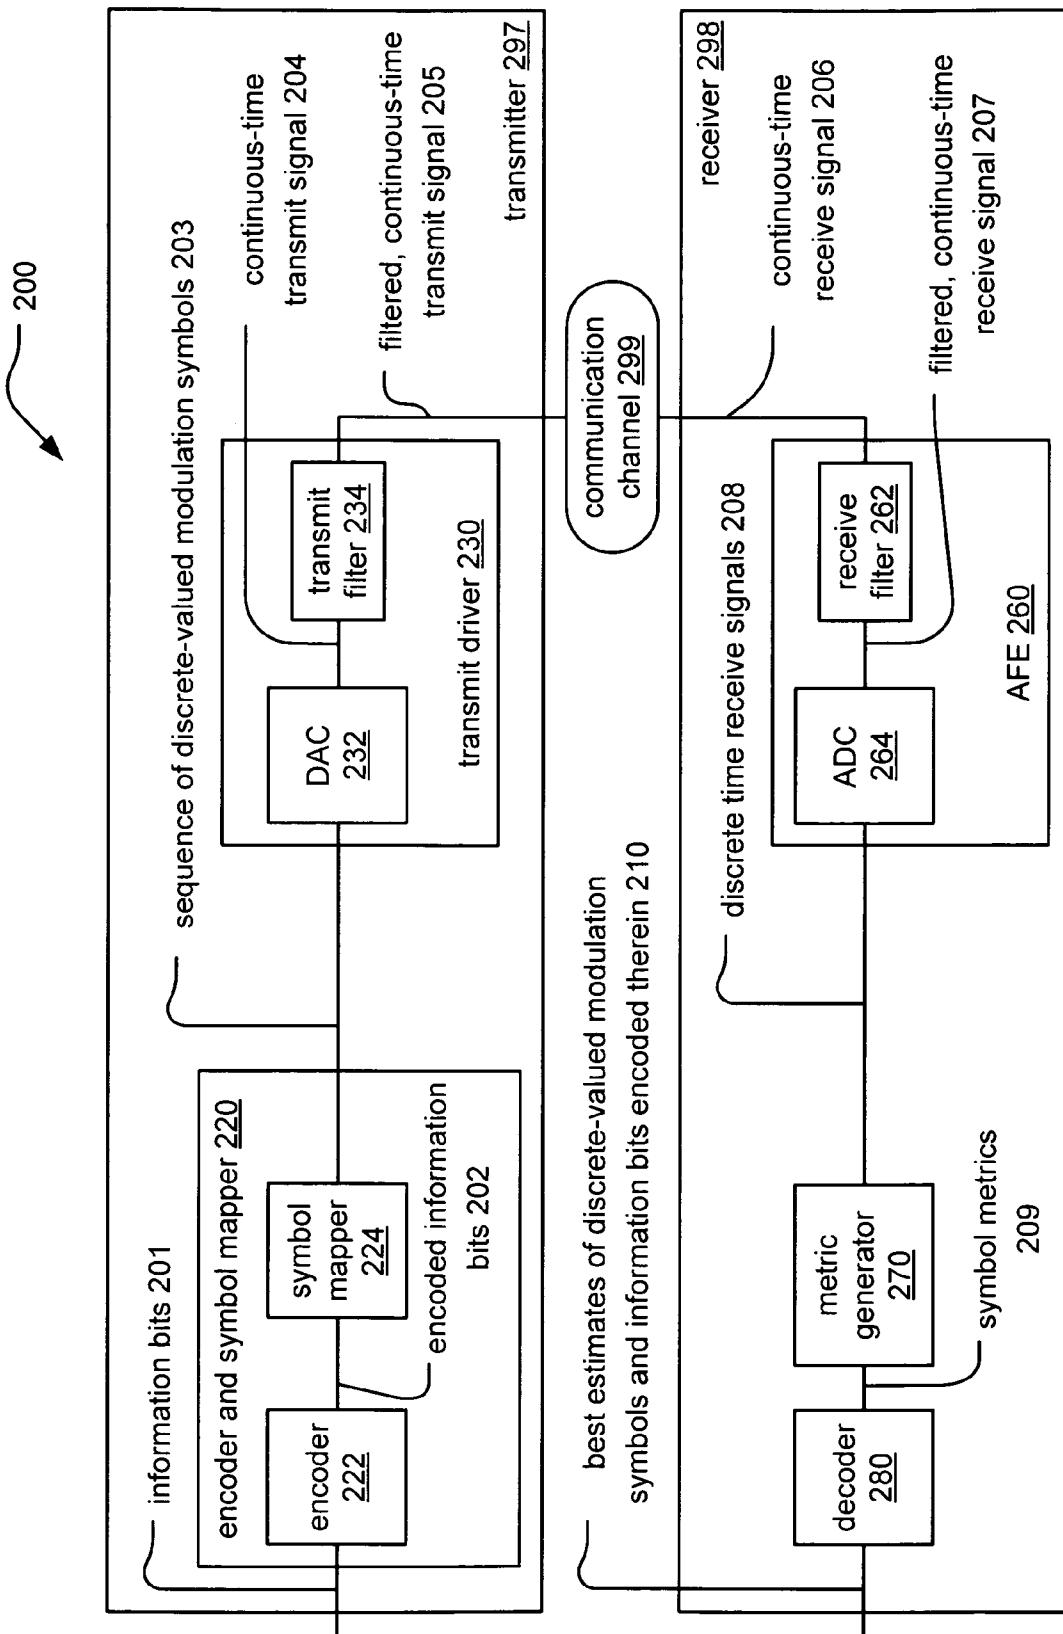 200
information bits 201
encoder and symbol mapper 220
encoder
222
symbol
mapper
224
encoded information
bits 202
sequence of discrete-valued modulation symbols 203
DAC
232
transmit
filter 234
transmit driver 230
continuous-time
transmit signal 204
filtered, continuous-time
transmit signal 205
transmitter 297
communication
channel 299
best estimates of discrete-valued modulation
symbols and information bits encoded therein 210
decoder
280
metric
generator
270
symbol metrics
209
discrete time receive signals 208
ADC
264
receive
filter 262
AFE 260
receiver 298
continuous-time
receive signal 206
filtered, continuous-time
receive signal 207